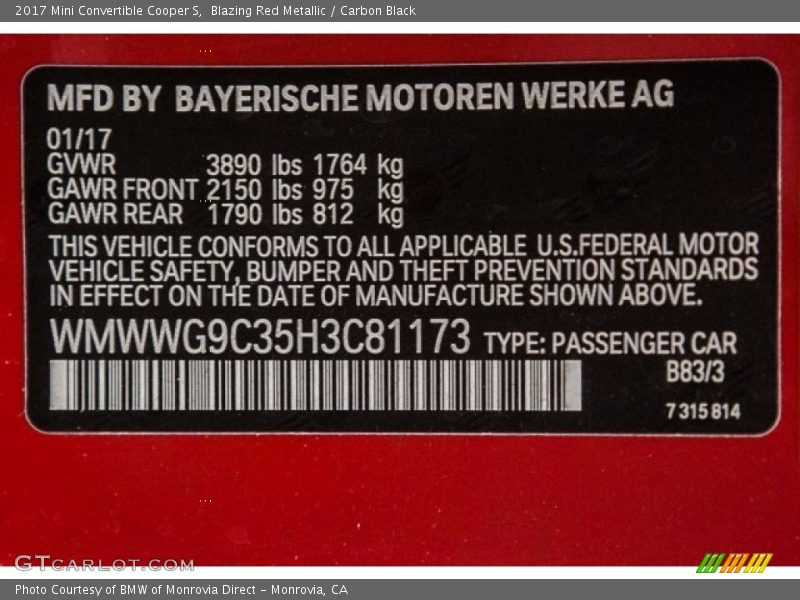 2017 Mini Convertible Cooper S,  Blazing Red Metallic / Carbon Black
MFD BY BAYERISCHE MOTOREN WERKE AG
01/17
GVWR 3890 lbs 1764 kg
GAWR FRONT 2150 lbs 975 kg
GAWR REAR 1790 lbs 812 kg
THIS VEHICLE CONFORMS TO ALL APPLICABLE U.S.FEDERAL MOTOR
VEHICLE SAFETY, BUMPER AND THEFT PREVENTION STANDARDS
IN EFFECT ON THE DATE OF MANUFACTURE SHOWN ABOVE.
WMWWG9C35H3C81173 TYPE: PASSENGER CAR
B83/3
7 315 814
GTCARLOT.COM
Photo Courtesy of BMW of Monrovia Direct - Monrovia, CA